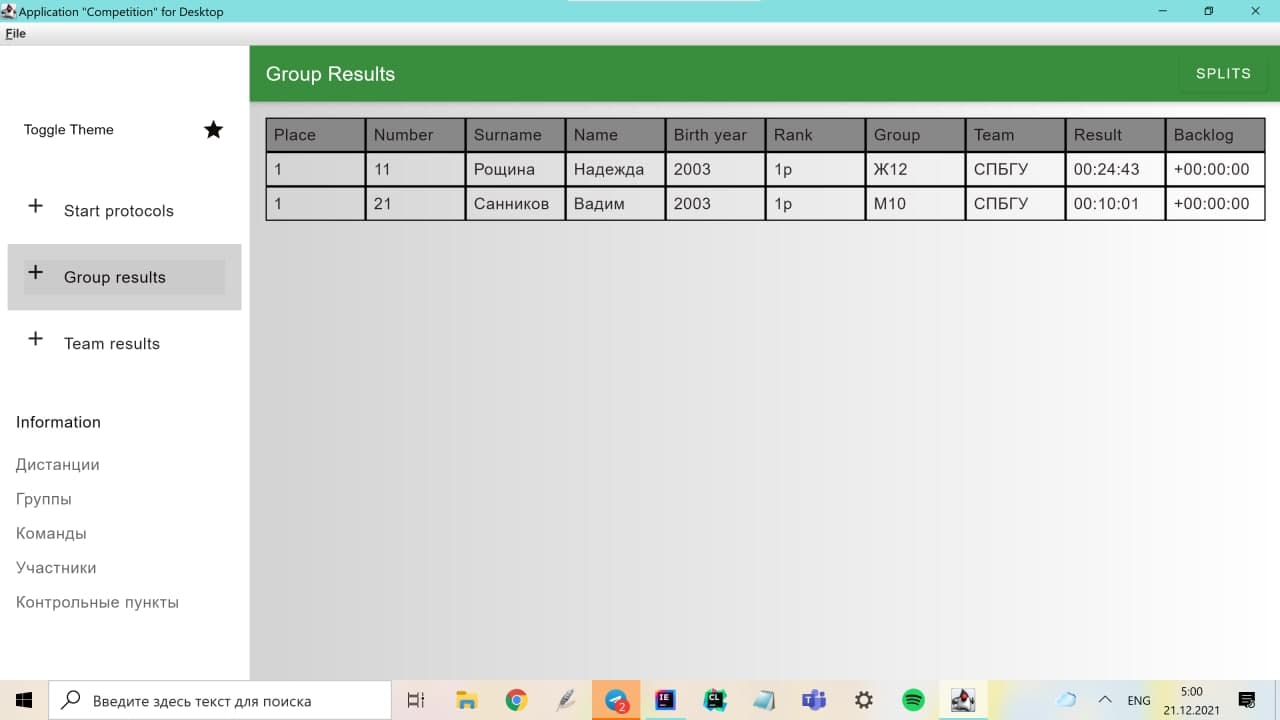 Application "Competition" for Desktop
File
Group Results
SPLITS
Toggle Theme
Start protocols
Group results
Team results
Information
Дистанции
Группы
Команды
Участники
Контрольные пункты
Place Number Surname Name Birth year Rank Group Team Result Backlog
1 11 Рощина Надежда 2003 1р Ж12 СПБГУ 00:24:43 +00:00:00
1 21 Санников Вадим 2003 1р М10 СПБГУ 00:10:01 +00:00:00
Введите здесь текст для поиска
2
IE
CL
T
ENG
5:00
21.12.2021